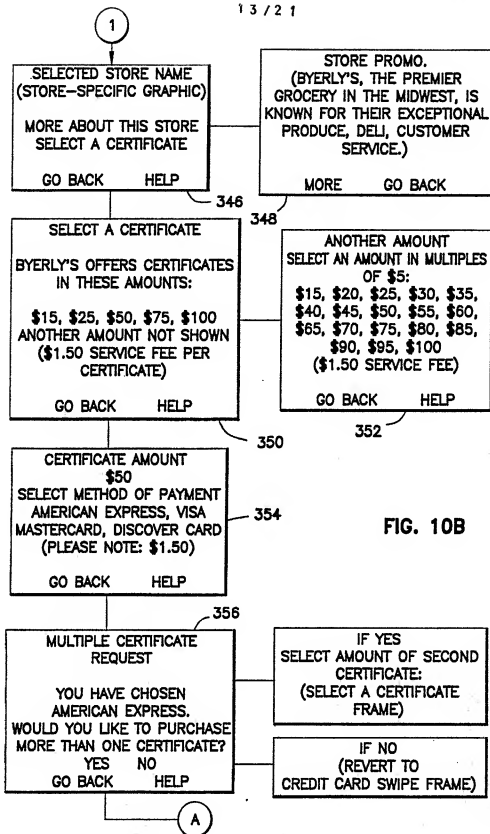 13/21
1
SELECTED STORE NAME
(STORE-SPECIFIC GRAPHIC)
MORE ABOUT THIS STORE
SELECT A CERTIFICATE
GO BACK HELP
346
STORE PROMO.
(BYERLY'S, THE PREMIER
GROCERY IN THE MIDWEST, IS
KNOWN FOR THEIR EXCEPTIONAL
PRODUCE, DELI, CUSTOMER
SERVICE.)
MORE GO BACK
348
SELECT A CERTIFICATE
BYERLY'S OFFERS CERTIFICATES
IN THESE AMOUNTS:
$15, $25, $50, $75, $100
ANOTHER AMOUNT NOT SHOWN
($1.50 SERVICE FEE PER
CERTIFICATE)
GO BACK HELP
350
ANOTHER AMOUNT
SELECT AN AMOUNT IN MULTIPLES
OF $5:
$15, $20, $25, $30, $35,
$40, $45, $50, $55, $60,
$65, $70, $75, $80, $85,
$90, $95, $100
($1.50 SERVICE FEE)
GO BACK HELP
352
CERTIFICATE AMOUNT
$50
SELECT METHOD OF PAYMENT
AMERICAN EXPRESS, VISA
MASTERCARD, DISCOVER CARD
(PLEASE NOTE: $1.50)
GO BACK HELP
354
FIG. 10B
356
MULTIPLE CERTIFICATE
REQUEST
YOU HAVE CHOSEN
AMERICAN EXPRESS.
WOULD YOU LIKE TO PURCHASE
MORE THAN ONE CERTIFICATE?
YES NO
GO BACK HELP
IF YES
SELECT AMOUNT OF SECOND
CERTIFICATE:
(SELECT A CERTIFICATE
FRAME)
IF NO
(REVERT TO
CREDIT CARD SWIPE FRAME)
A